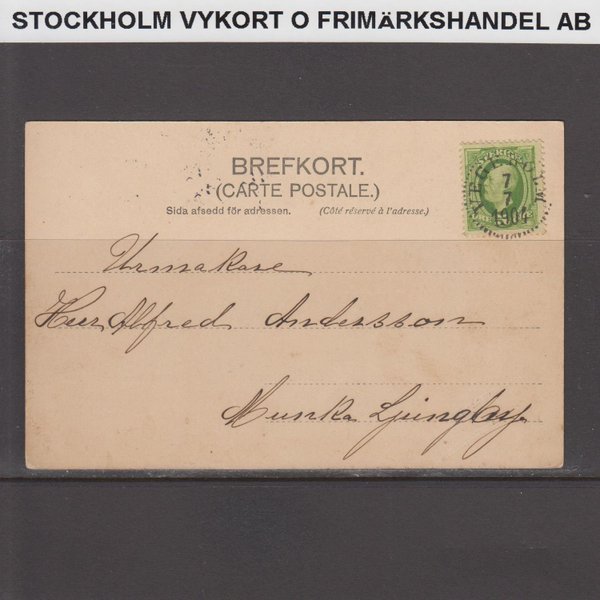 STOCKHOLM VYKORT O FRIMÄRKSHANDEL AB
BREFKORT.
(CARTE POSTALE.)
Sida afsedd för adressen. (Côté réservé à l'adresse.)
SVERIGE
7
7
1904
Urmakare
Herr Alfred Andersson
Munka Ljungby.